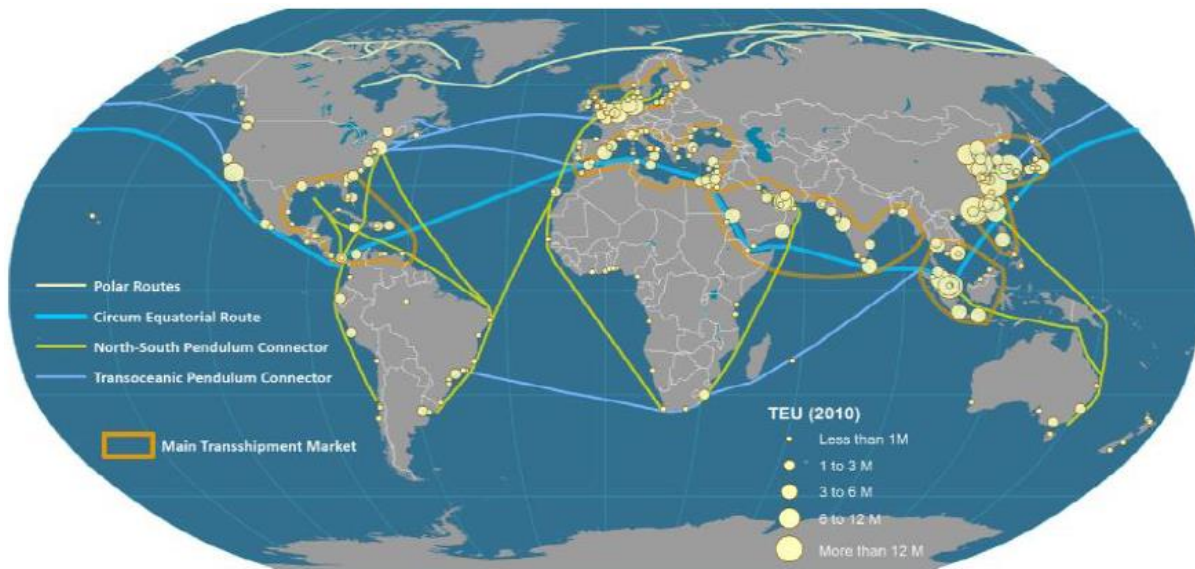 Polar Routes
Circum Equatorial Route
North-South Pendulum Connector
Transoceanic Pendulum Connector
Main Transshipment Market
TEU (2010)
Less than 1M
1 to 3 M
3 to 6 M
6 to 12 M
More than 12 M